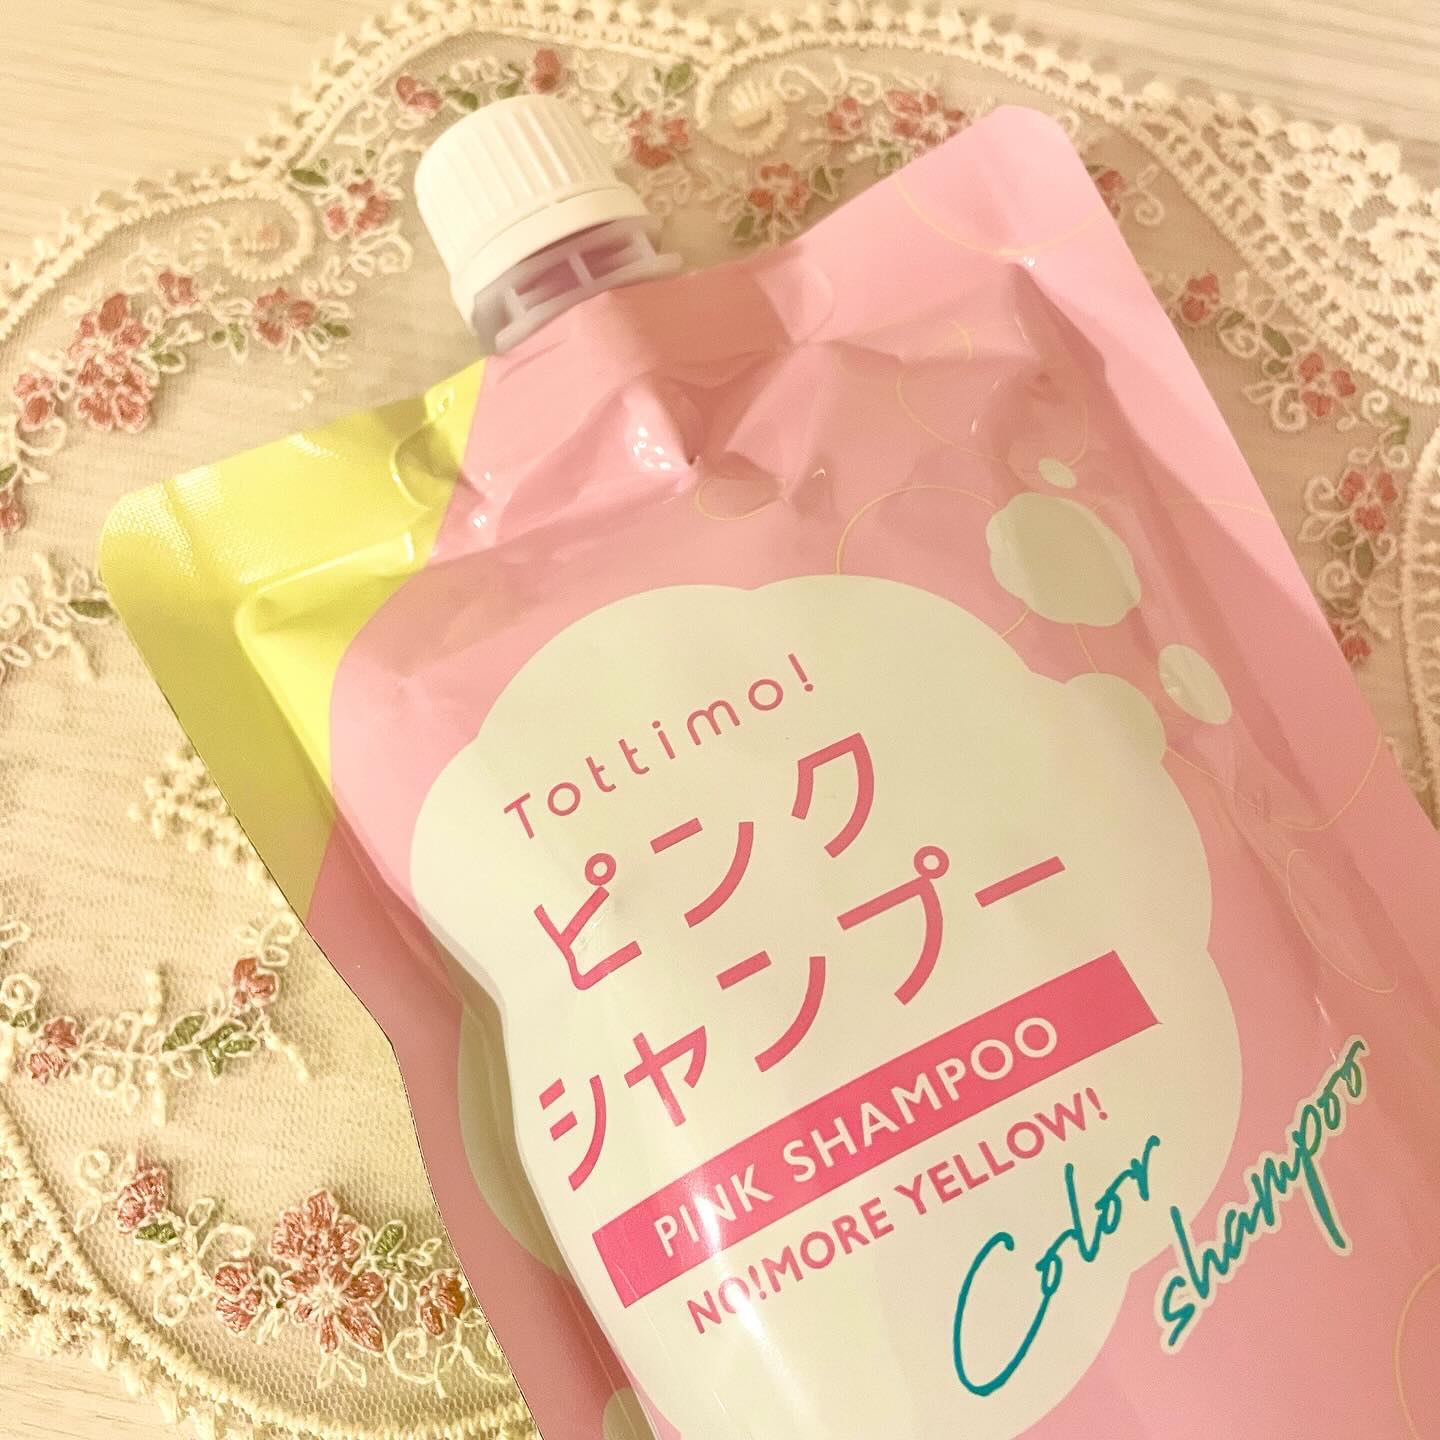 Tottimo!
ピンク
シャンプー
PINK SHAMPOO
NO!MORE YELLOW!
Color
shampoo